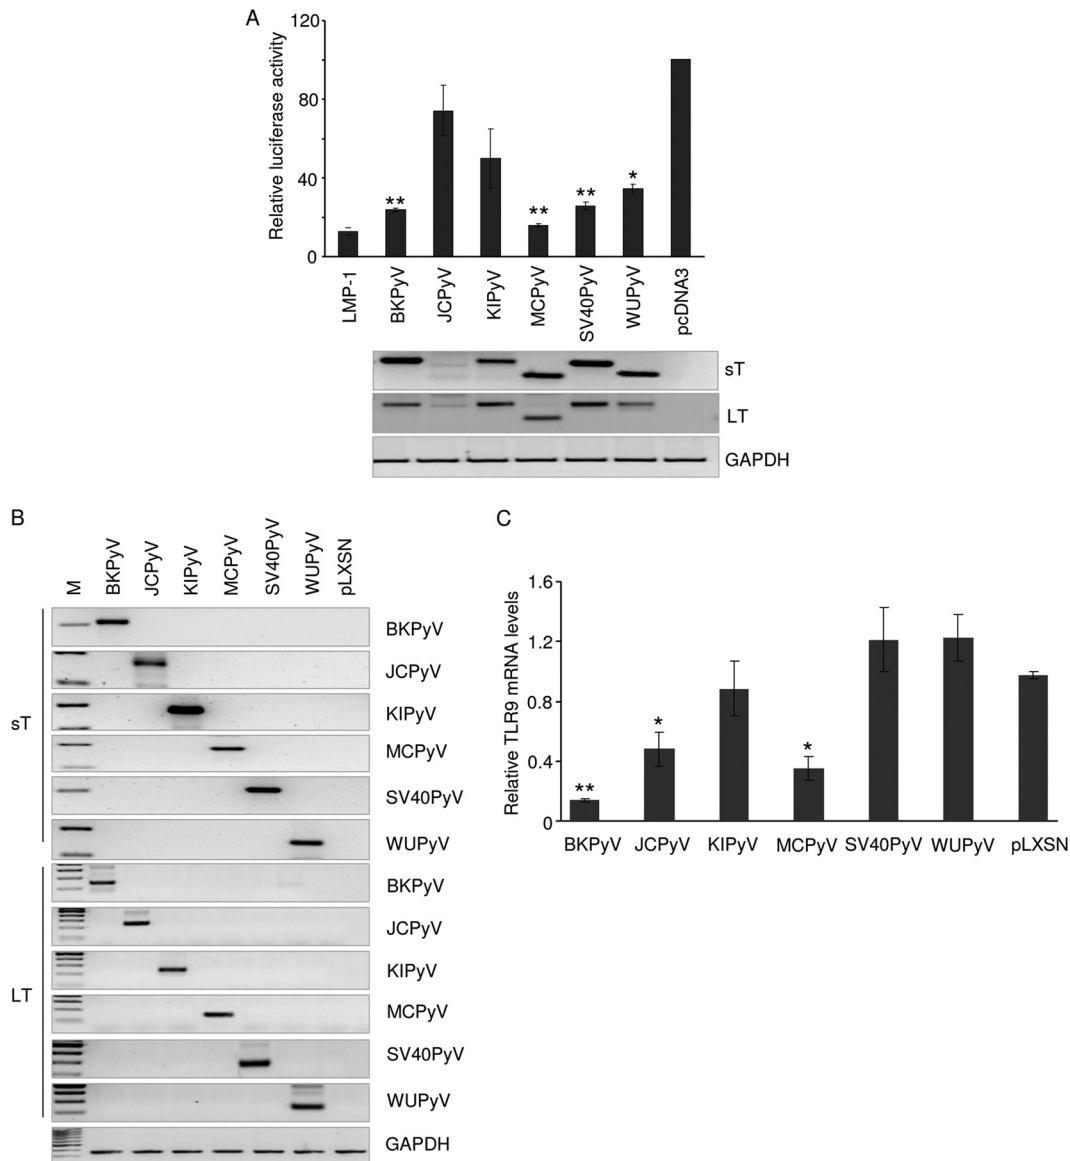 A
Relative luciferase activity
120
80
40
0
** ** ** *
LMP-1 BKPyV JCPyV KIPyV MCPyV SV40PyV WUPyV pcDNA3
sT
LT
GAPDH
B
M BKPyV JCPyV KIPyV MCPyV SV40PyV WUPyV pLXSN
sT
BKPyV
JCPyV
KIPyV
MCPyV
SV40PyV
WUPyV
LT
BKPyV
JCPyV
KIPyV
MCPyV
SV40PyV
WUPyV
GAPDH
C
Relative TLR9 mRNA levels
1.6
1.2
0.8
0.4
0
** * *
BKPyV JCPyV KIPyV MCPyV SV40PyV WUPyV pLXSN